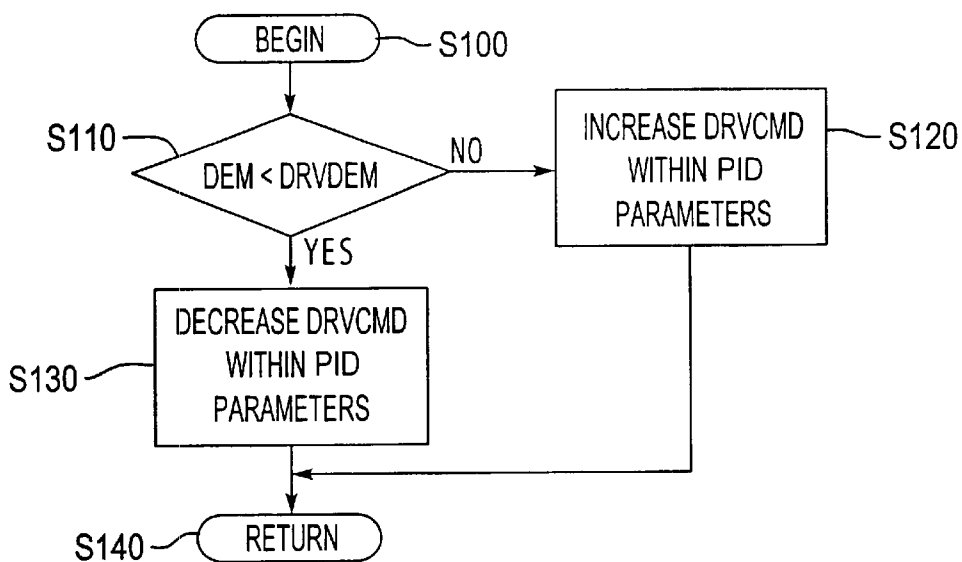 BEGIN
S100
S110
DEM < DRVDEM
NO
INCREASE DRVCMD
WITHIN PID
PARAMETERS
S120
YES
DECREASE DRVCMD
WITHIN PID
PARAMETERS
S130
RETURN
S140